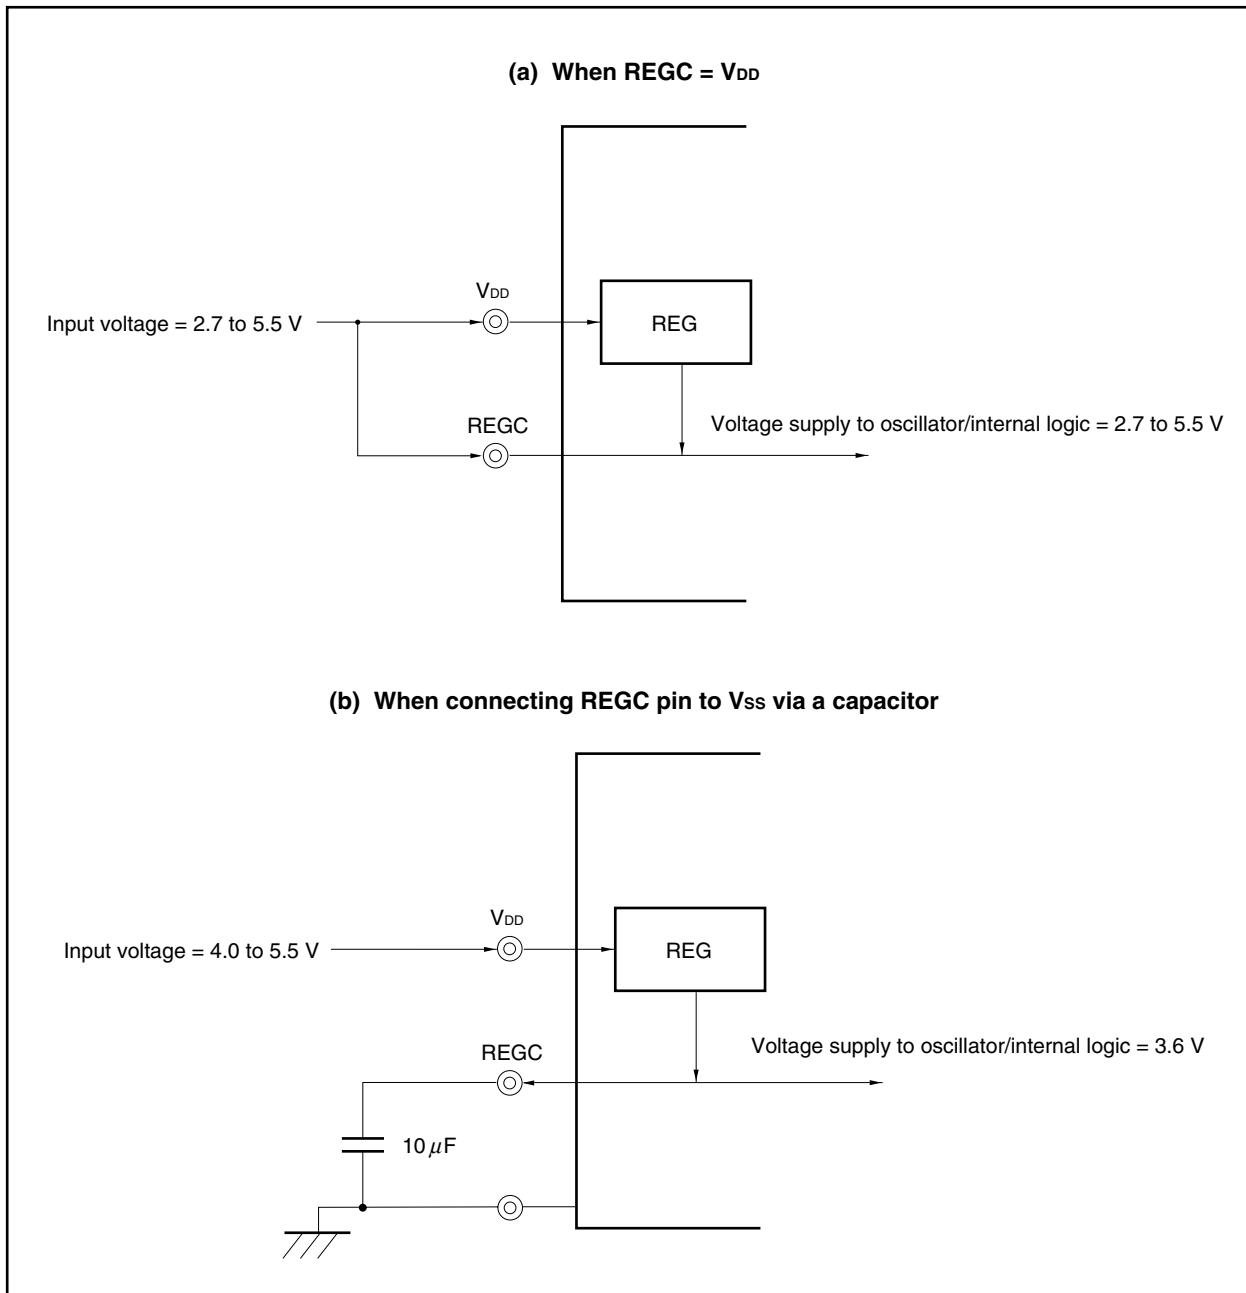 (a) When REGC = VDD
VDD
Input voltage = 2.7 to 5.5 V
REG
REGC
Voltage supply to oscillator/internal logic = 2.7 to 5.5 V
(b) When connecting REGC pin to VSS via a capacitor
VDD
Input voltage = 4.0 to 5.5 V
REG
REGC
Voltage supply to oscillator/internal logic = 3.6 V
10 μF